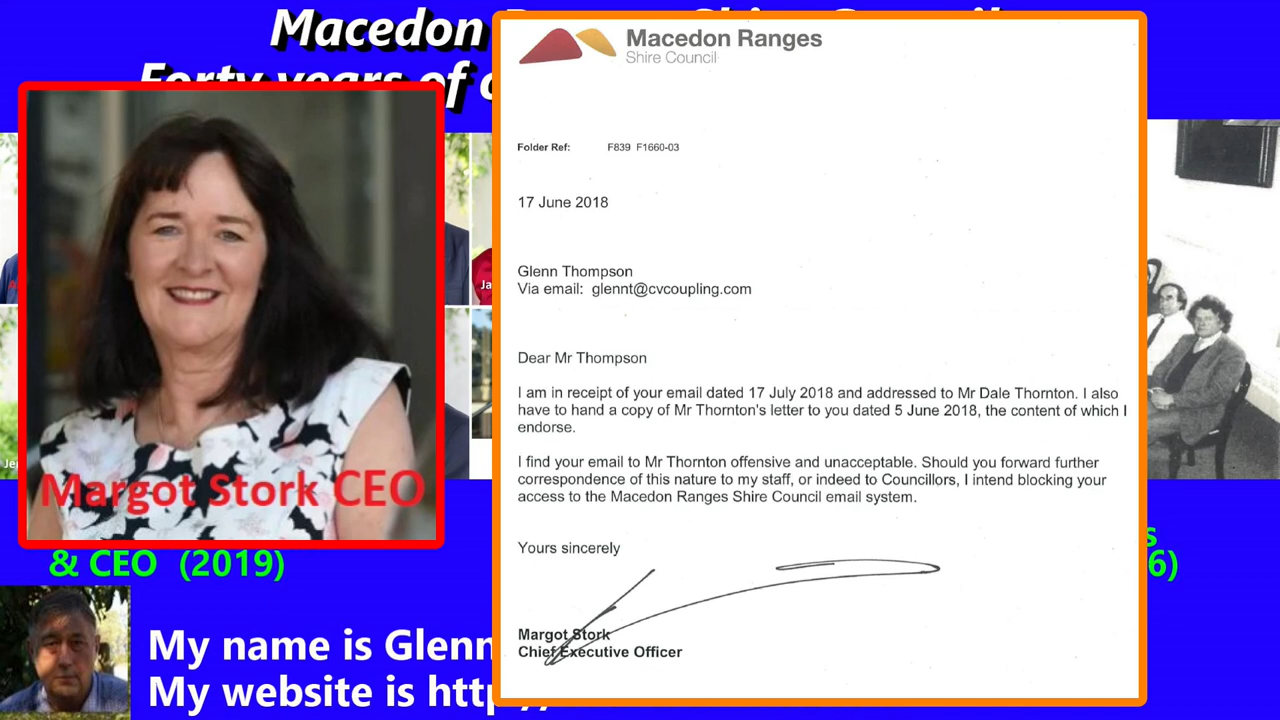 Macedon
Forty years of
Margot Stork CEO
& CEO (2019)
My name is Glenn
My website is http://
Macedon Ranges
Shire Council
Folder Ref: F839 F1660-03
17 June 2018
Glenn Thompson
Via email: glennt@cvcoupling.com
Dear Mr Thompson
I am in receipt of your email dated 17 July 2018 and addressed to Mr Dale Thornton. I also
have to hand a copy of Mr Thornton's letter to you dated 5 June 2018, the content of which I
endorse.
I find your email to Mr Thornton offensive and unacceptable. Should you forward further
correspondence of this nature to my staff, or indeed to Councillors, I intend blocking your
access to the Macedon Ranges Shire Council email system.
Yours sincerely
Margot Stork
Chief Executive Officer
6)